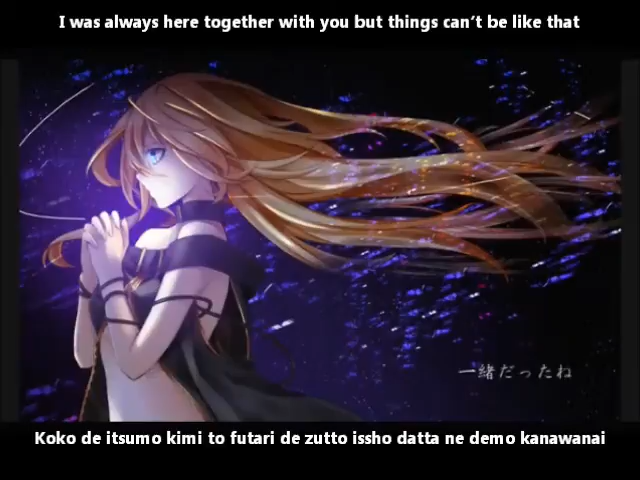 I was always here together with you but things can't be like that
一緒だったね
Koko de itsumo kimi to futari de zutto issho datta ne demo kanawanai